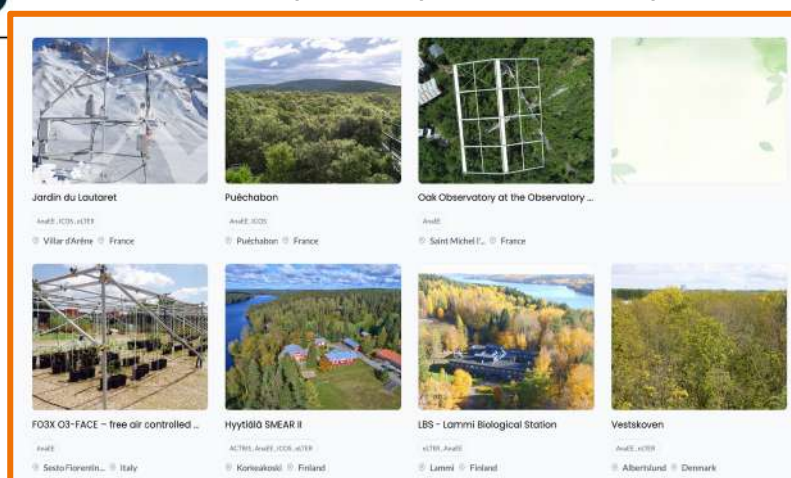 Jardin du Lautaret
AnaEE, ICOS, eLTER
Villar d'Arêne France
Puéchabon
AnaEE, ICOS
Puéchabon France
Oak Observatory at the Observatory ...
AnaEE
Saint Michel l'... France
FO3X O3-FACE – free air controlled ...
AnaEE
Sesto Fiorentin... Italy
Hyytiälä SMEAR II
ACTRIS, AnaEE, ICOS, eLTER
Korkeakoski Finland
LBS - Lammi Biological Station
eLTER, AnaEE
Lammi Finland
Vestskoven
AnaEE, eLTER
Albertslund Denmark